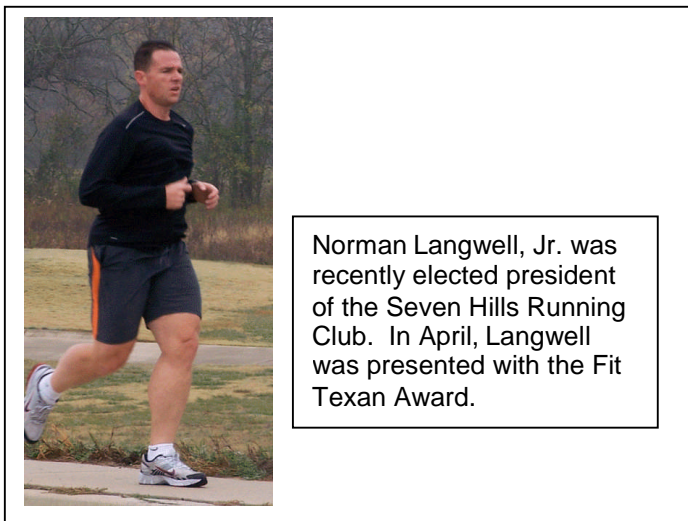 Norman Langwell, Jr. was
recently elected president
of the Seven Hills Running
Club.  In April, Langwell
was presented with the Fit
Texan Award.